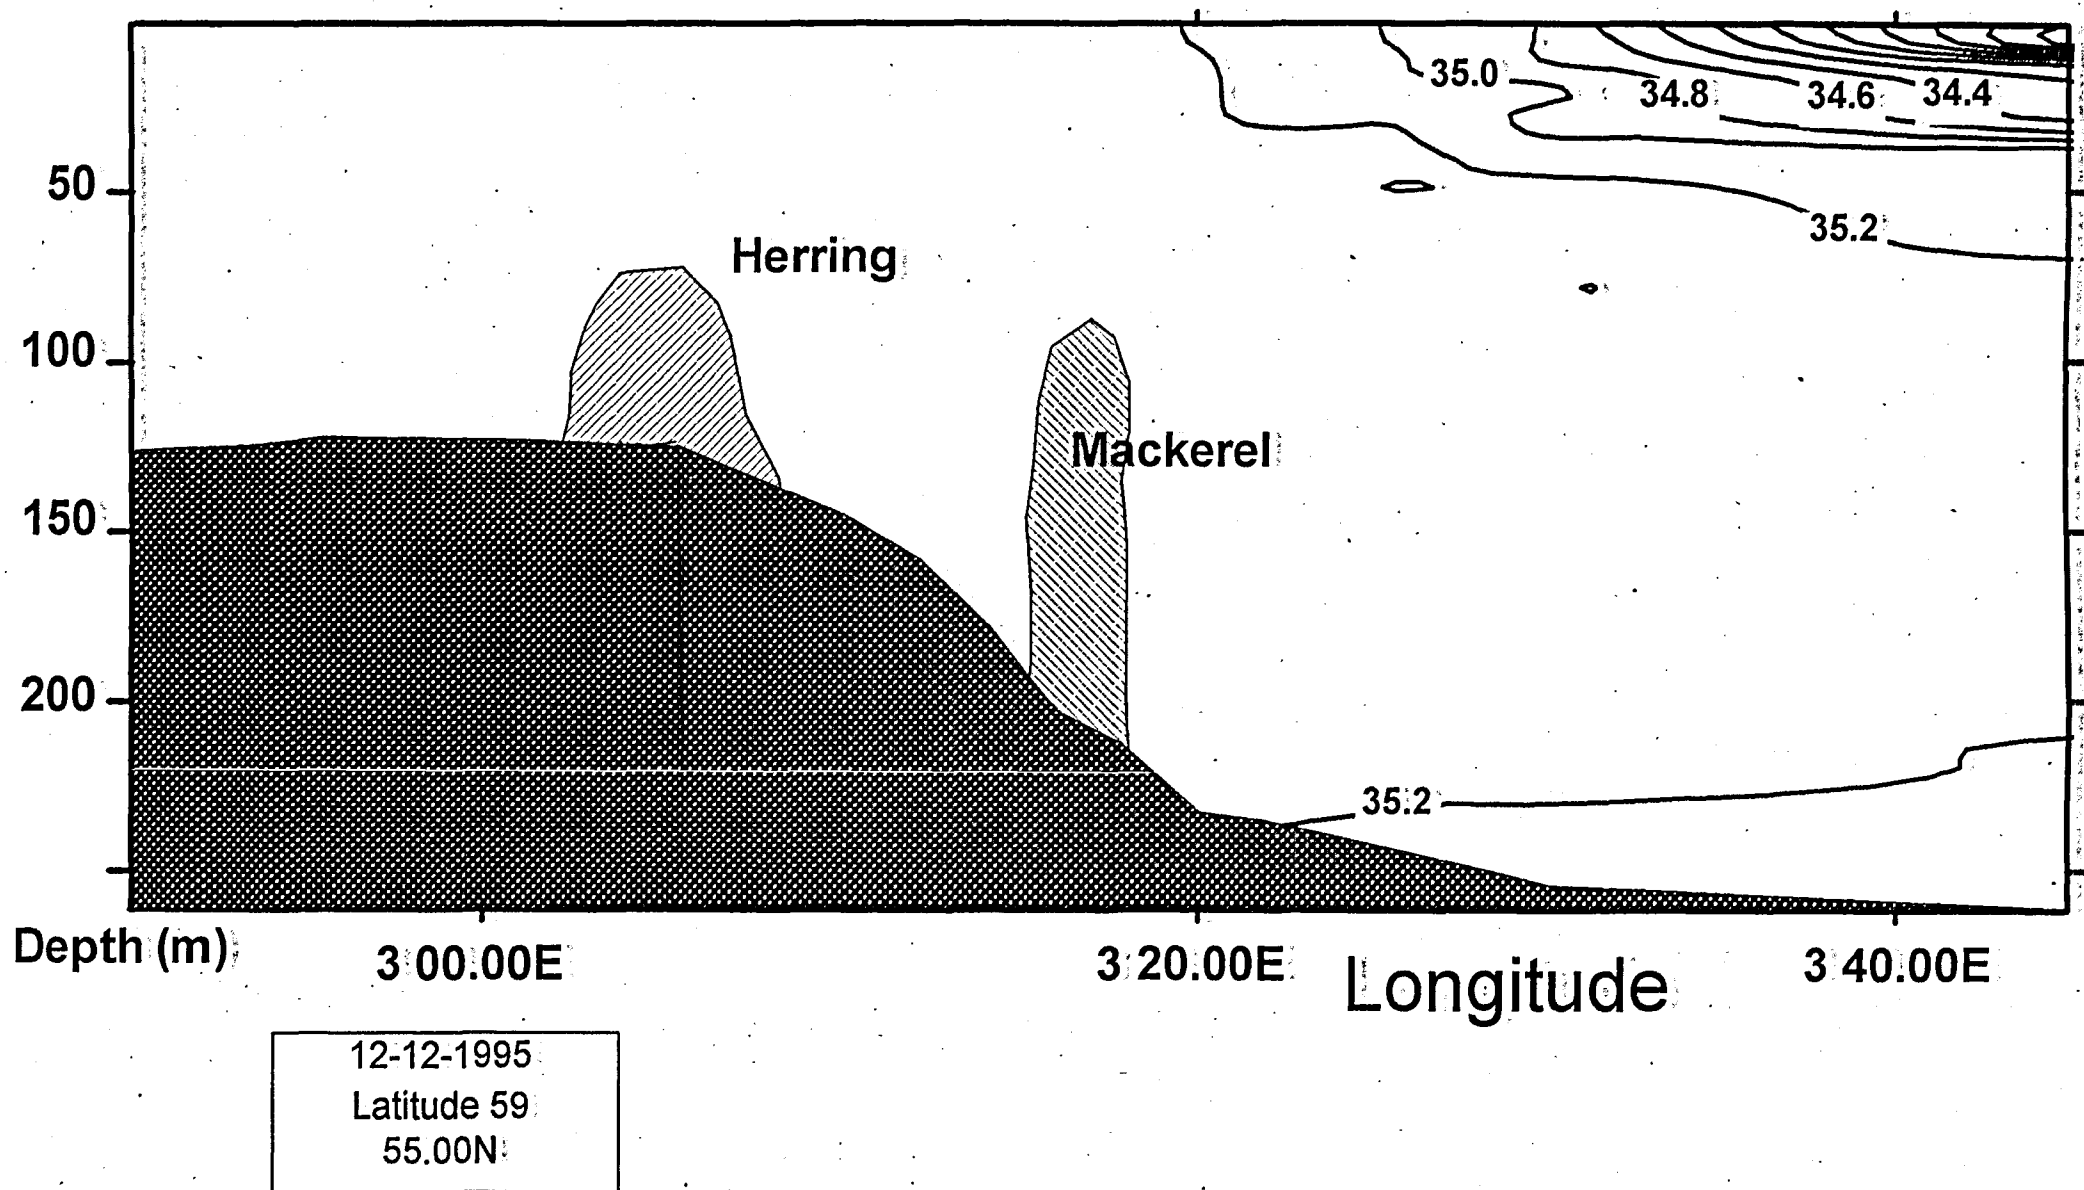 35.0
34.8
34.6
34.4
50
35.2
Herring
100
Mackerel
150
200
35.2
Depth (m)
3 00.00E
3 20.00E
Longitude
3 40.00E
12-12-1995
Latitude 59
55.00N